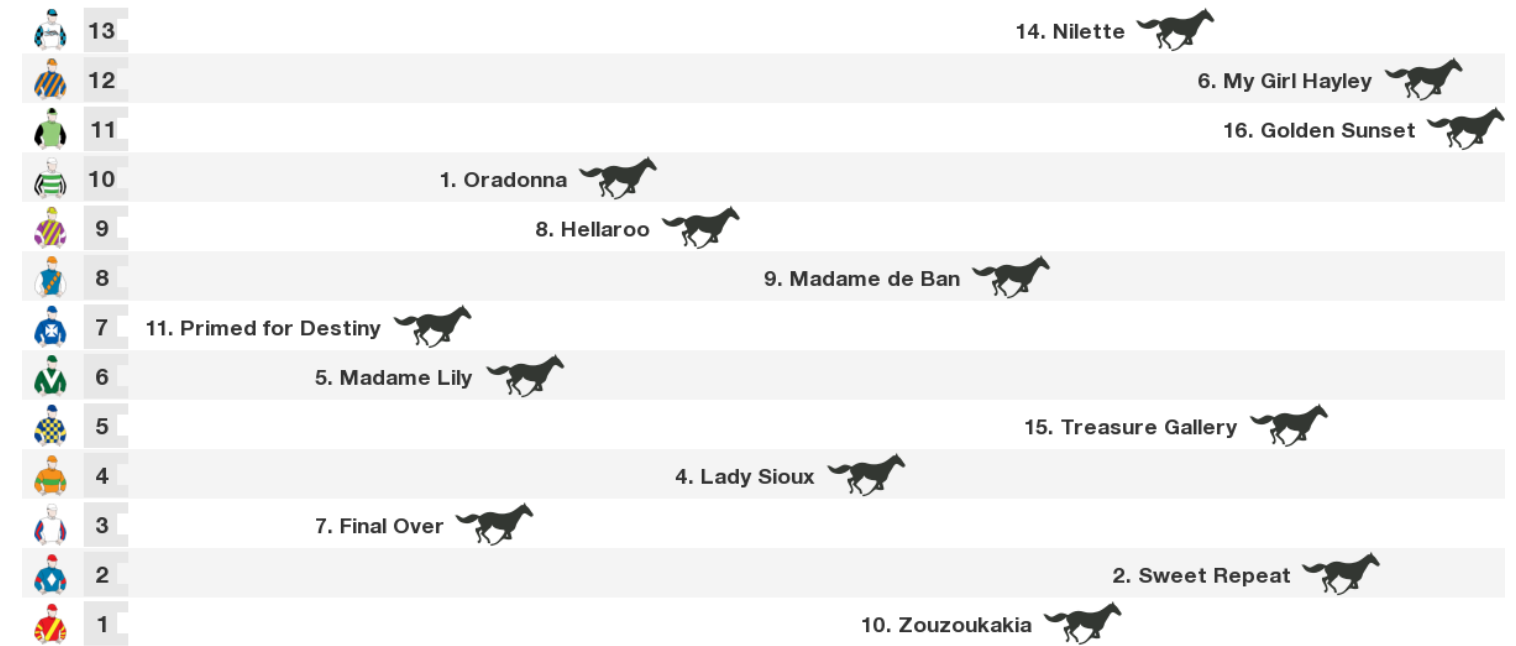 13 14. Nilette
12 6. My Girl Hayley
11 16. Golden Sunset
10 1. Oradonna
9 8. Hellaroo
8 9. Madame de Ban
7 11. Primed for Destiny
6 5. Madame Lily
5 15. Treasure Gallery
4 4. Lady Sioux
3 7. Final Over
2 2. Sweet Repeat
1 10. Zouzoukakia